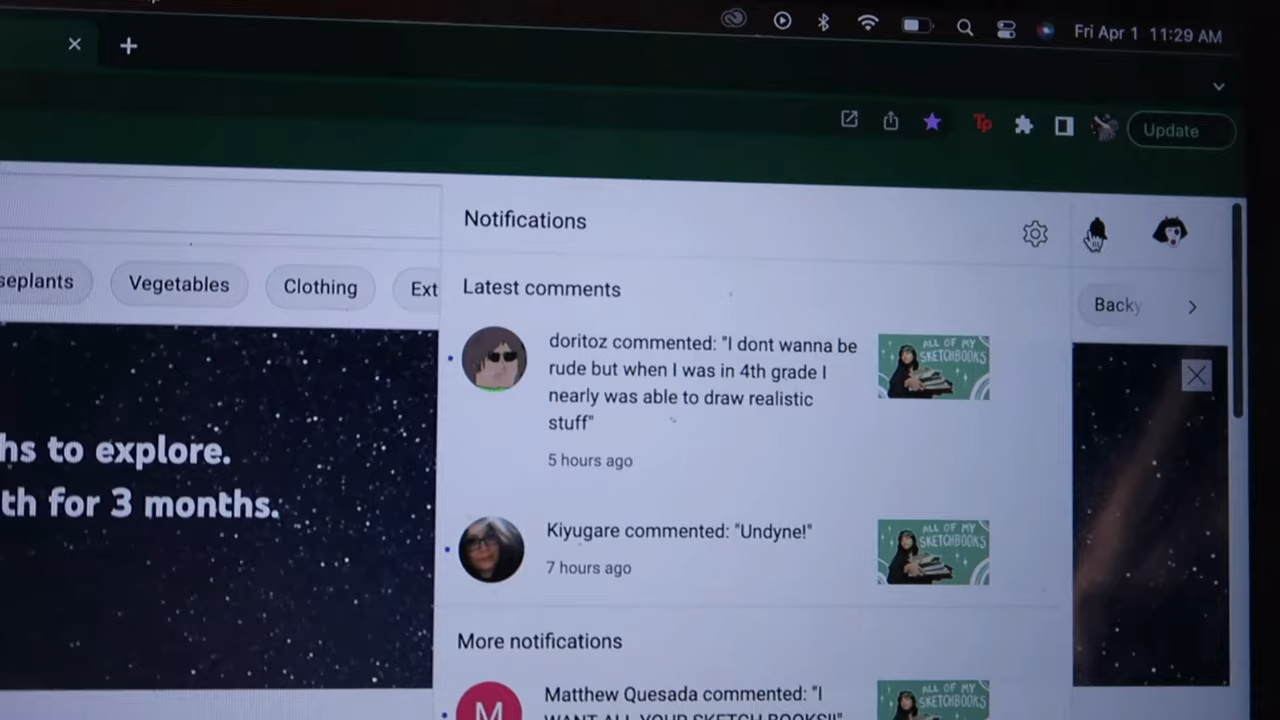 Fri Apr 1 11:29 AM
Tp
Update
Notifications
seplants
Vegetables
Clothing
Ext
Backy
Latest comments
doritoz commented: "I dont wanna be
rude but when I was in 4th grade I
nearly was able to draw realistic
stuff"
5 hours ago
ALL OF MY
SKETCHBOOKS
hs to explore.
th for 3 months.
Kiyugare commented: "Undyne!"
7 hours ago
ALL OF MY
SKETCHBOOKS
More notifications
M
Matthew Quesada commented: "I
WANT ALL YOUR SKETCH BOOKS!!"
ALL OF MY
SKETCHBOOKS